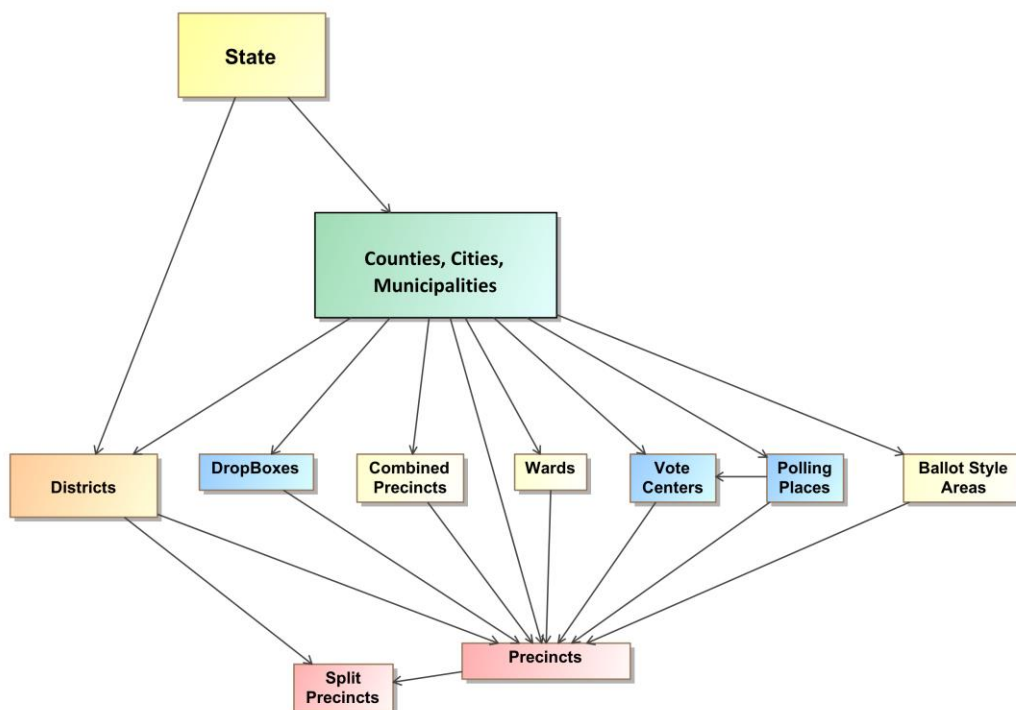 State
Counties, Cities,
Municipalities
Districts
DropBoxes
Combined
Precincts
Wards
Vote
Centers
Polling
Places
Ballot Style
Areas
Precincts
Split
Precincts